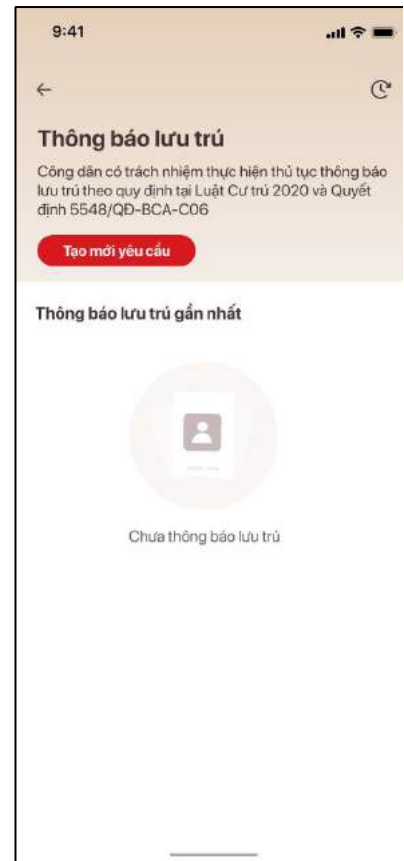 9:41
Thông báo lưu trú
Công dân có trách nhiệm thực hiện thủ tục thông báo
lưu trú theo quy định tại Luật Cư trú 2020 và Quyết
định 5548/QĐ-BCA-C06
Tạo mới yêu cầu
Thông báo lưu trú gần nhất
Chưa thông báo lưu trú